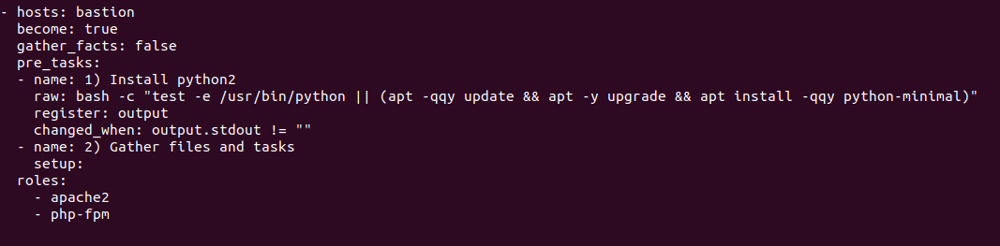 - hosts: bastion
  become: true
  gather_facts: false
  pre_tasks:
  - name: 1) Install python2
    raw: bash -c "test -e /usr/bin/python || (apt -qqy update && apt -y upgrade && apt install -qqy python-minimal)"
    register: output
    changed_when: output.stdout != ""
  - name: 2) Gather files and tasks
    setup:
  roles:
    - apache2
    - php-fpm